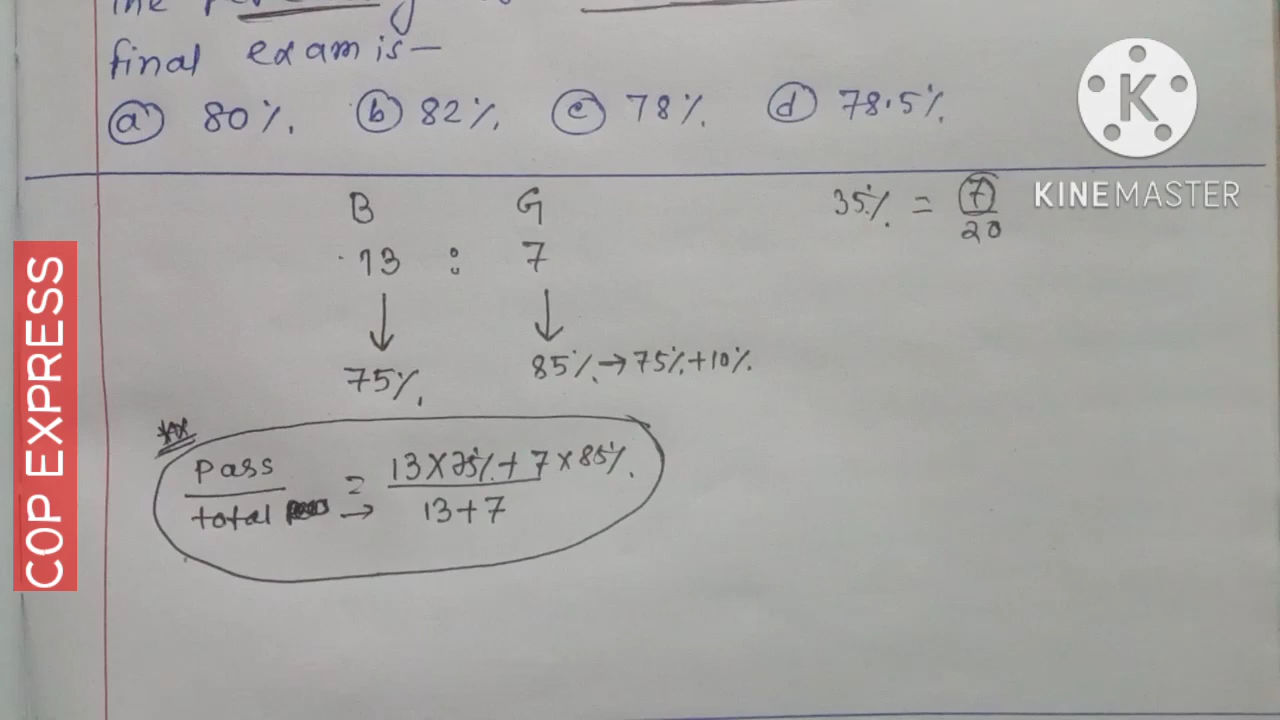 the
final exam is—
(a) 80%. (b) 82%. (c) 78%. (d) 78.5%.
K
KINEMASTER
B G 35% = 7/20
13 : 7
75%. 85%. → 75% + 10%.
Pass/total = → 13 × 75% + 7 × 85%./13 + 7
COP EXPRESS